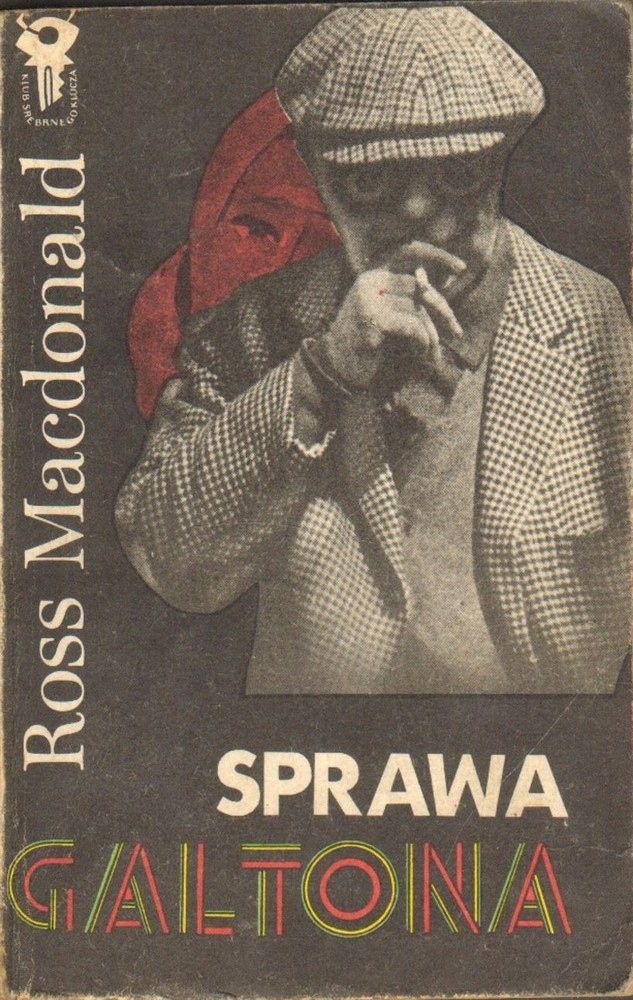 KLUB SREBRNEGO KLUCZA
Ross Macdonald
SPRAWA
GALTONA